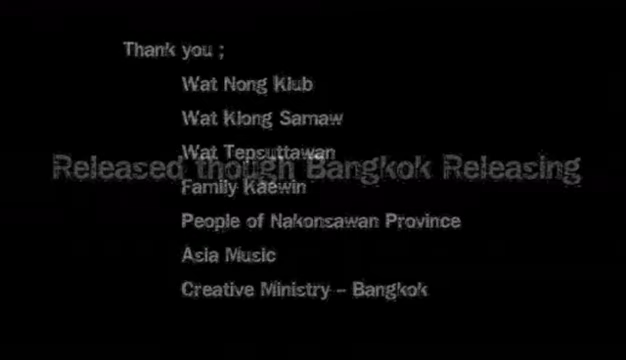 Thank you ;
Wat Nong Klub
Wat Klong Samaw
Wat Tepsuttawan
Released though Bangkok Releasing
Family Kaewin
People of Nakonsawan Province
Asia Music
Creative Ministry – Bangkok